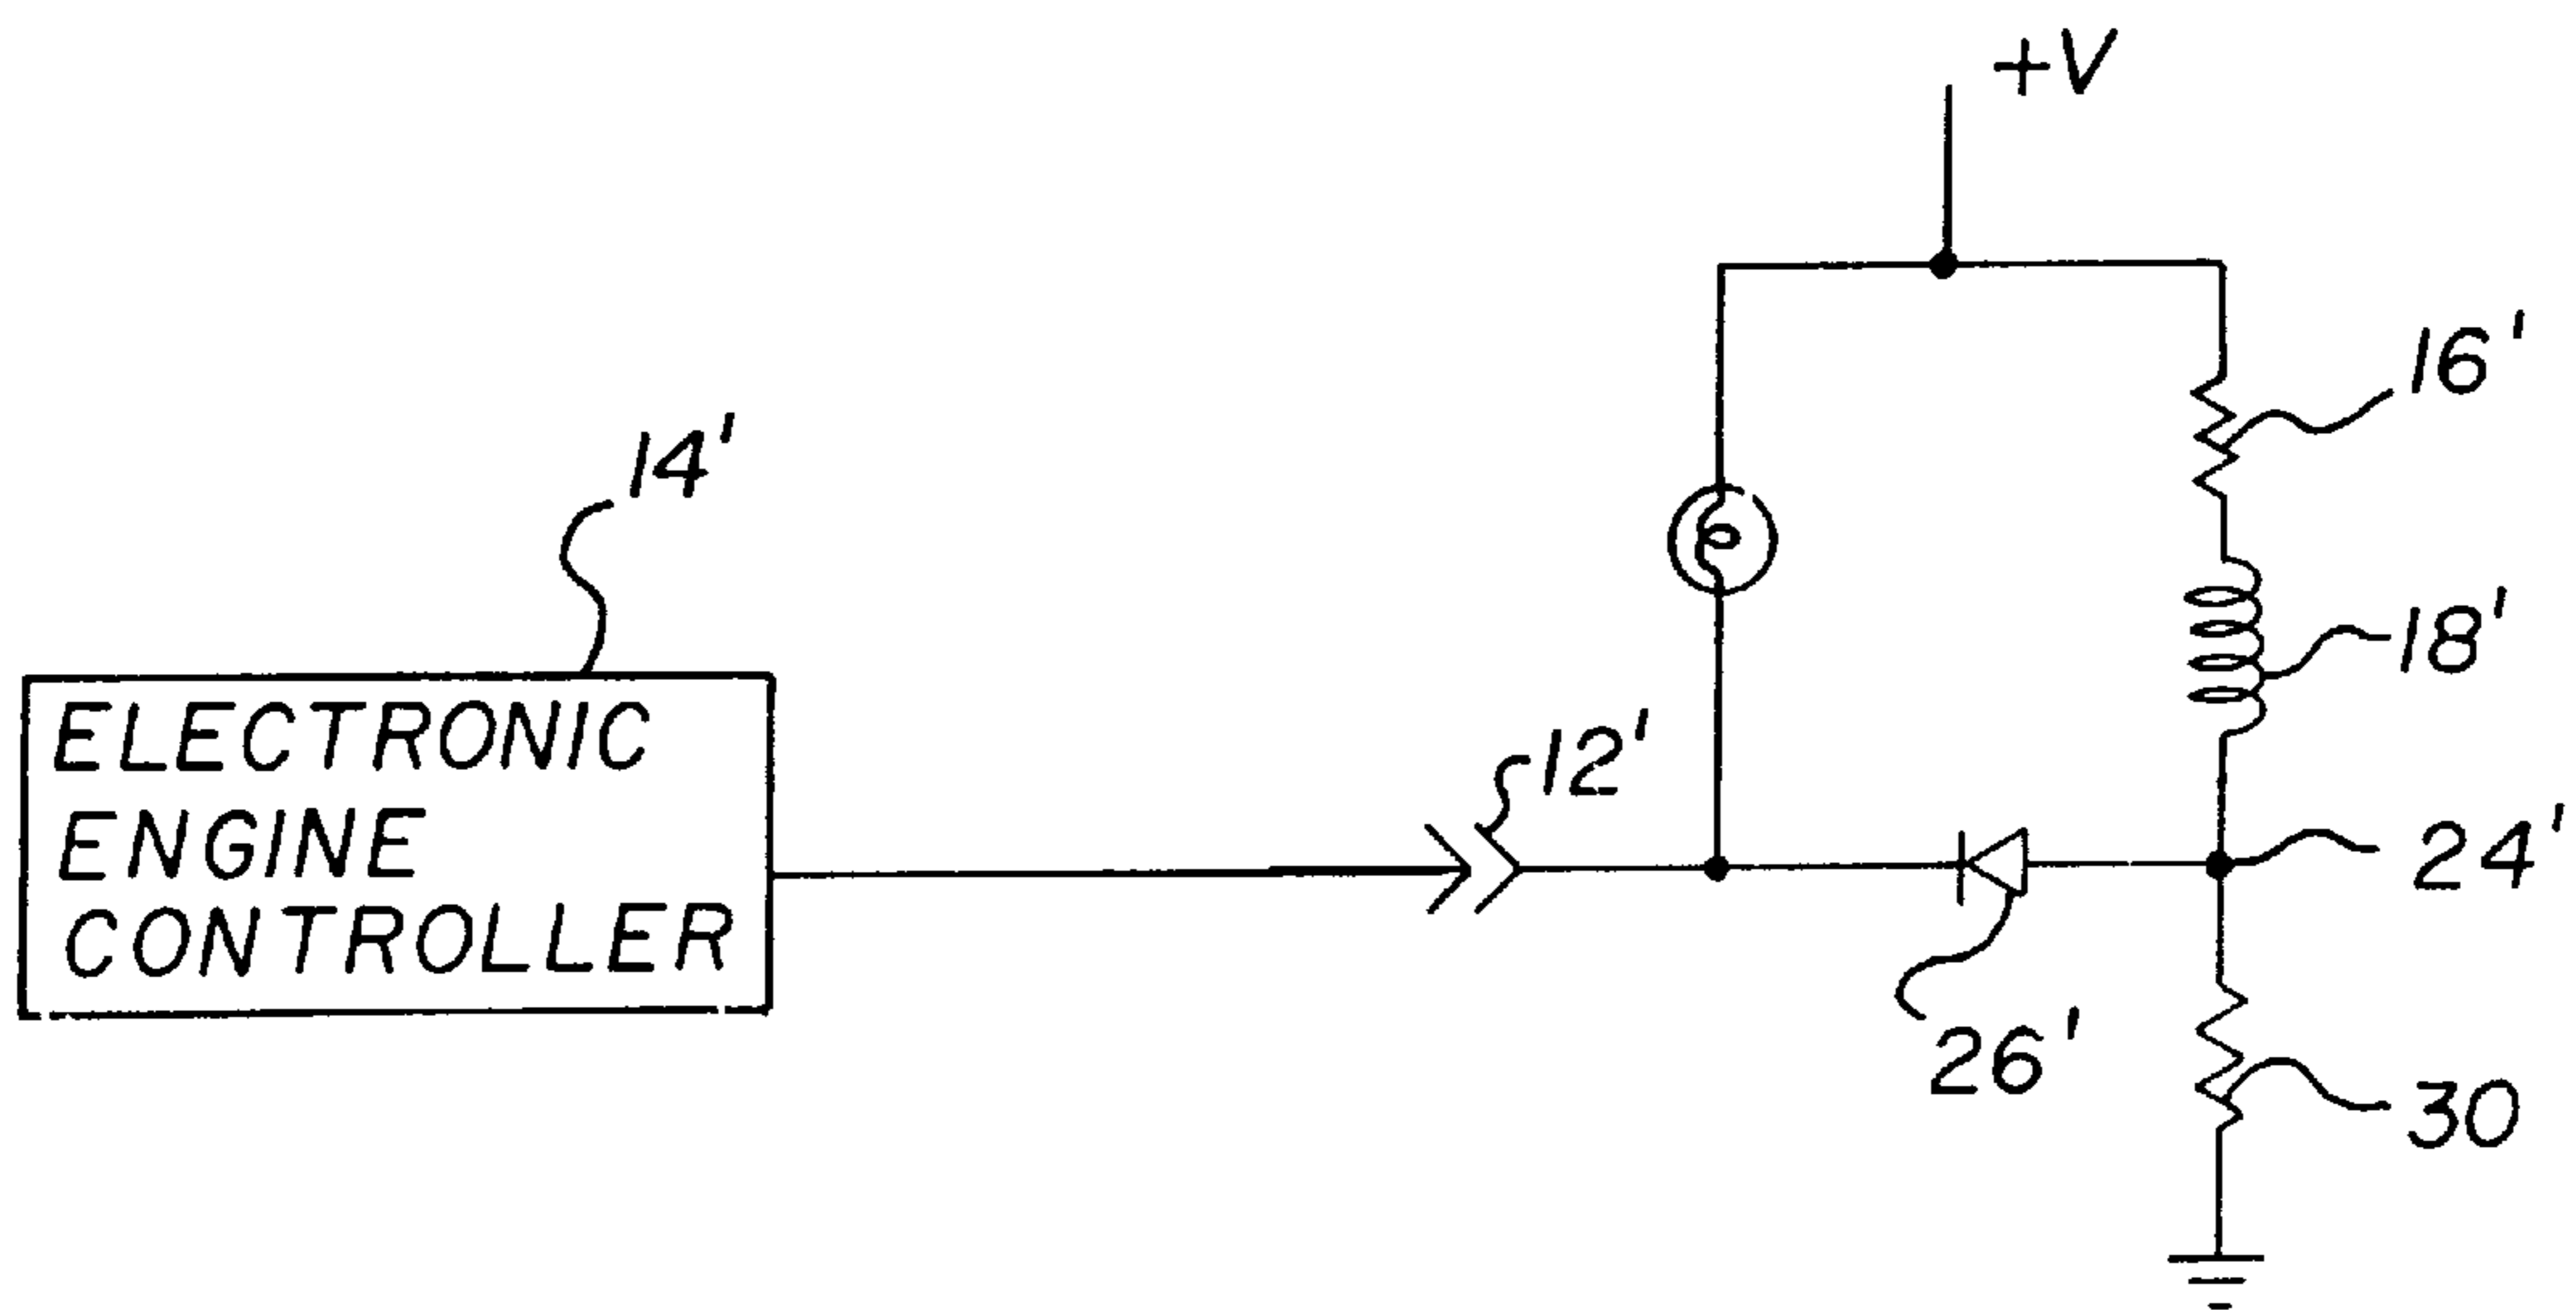 +V
16'
14'
18'
12'
ELECTRONIC
ENGINE
CONTROLLER
24'
26'
30